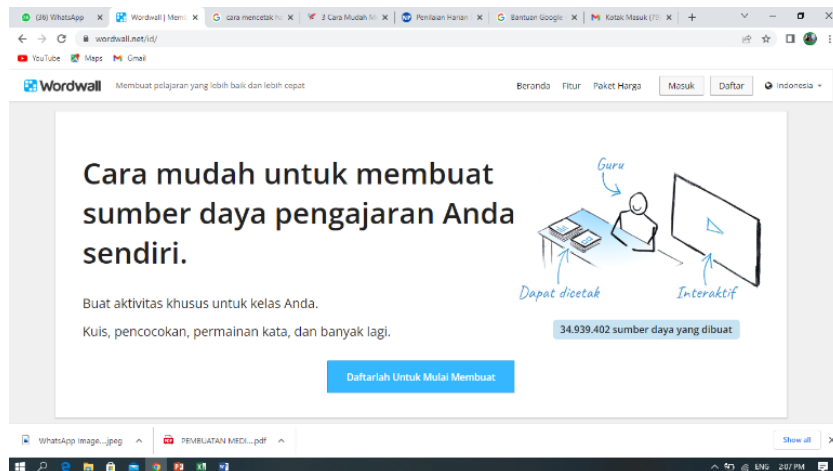 (36) WhatsApp
Wordwall | Mem
cara mencetak h
3 Cara Mudah M
Penilaian Harian
Bantuan Google
Kotak Masuk (7
wordwall.net/id/
YouTube Maps Gmail
Wordwall Membuat pelajaran yang lebih baik dan lebih cepat
Beranda Fitur Paket Harga Masuk Daftar Indonesia
Cara mudah untuk membuat
sumber daya pengajaran Anda
sendiri.
Buat aktivitas khusus untuk kelas Anda.
Kuis, pencocokan, permainan kata, dan banyak lagi.
Daftarlah Untuk Mulai Membuat
Guru
Dapat dicetak
Interaktif
34.939.402 sumber daya yang dibuat
WhatsApp Image...jpeg
PEMBUATAN MEDI....pdf
Show all
ENG 2:07 PM